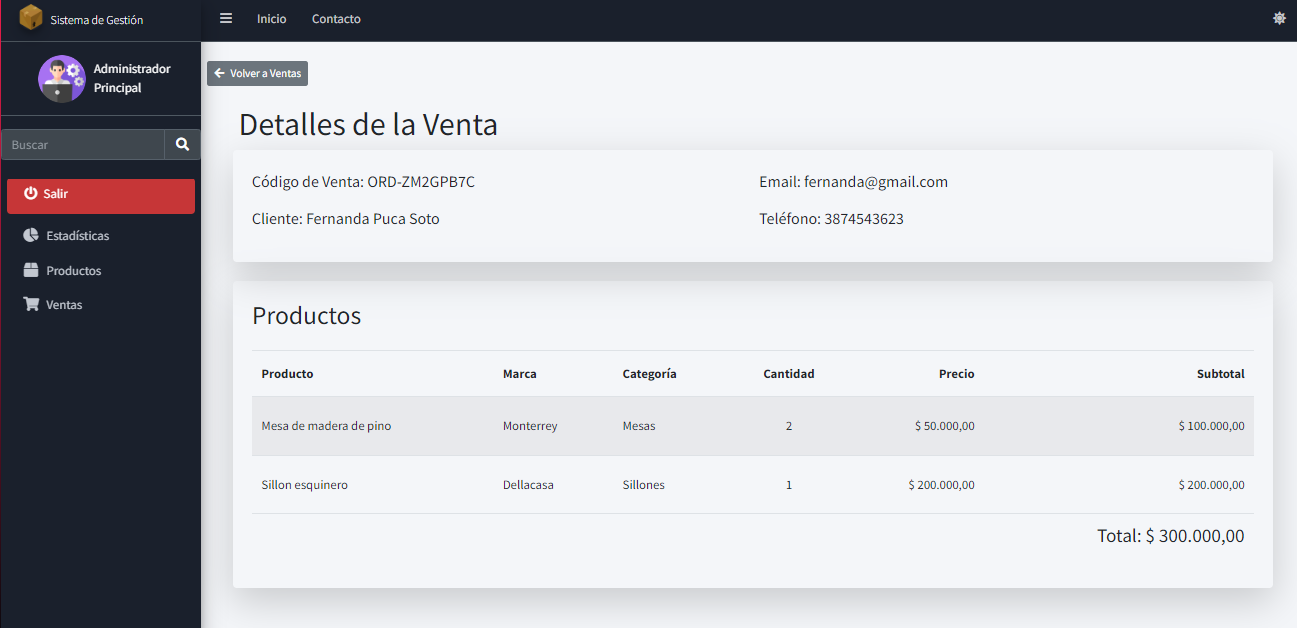 Sistema de Gestión
Inicio
Contacto
Administrador
Principal
Buscar
Salir
Estadísticas
Productos
Ventas
Volver a Ventas
Detalles de la Venta
Código de Venta: ORD-ZM2GPB7C
Email: fernanda@gmail.com
Cliente: Fernanda Puca Soto
Teléfono: 3874543623
Productos
Producto Marca Categoría Cantidad Precio Subtotal
Mesa de madera de pino Monterrey Mesas 2 $ 50.000,00 $ 100.000,00
Sillon esquinero Dellacasa Sillones 1 $ 200.000,00 $ 200.000,00
Total: $ 300.000,00